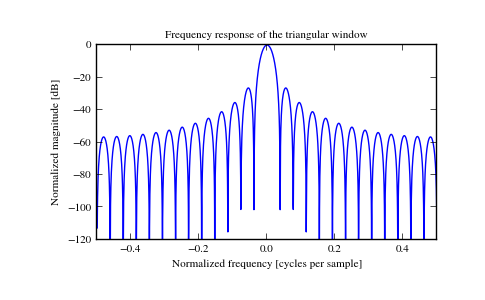 Frequency response of the triangular window
Normalized magnitude [dB]
0
−20
−40
−60
−80
−100
−120
−0.4 −0.2 0.0 0.2 0.4
Normalized frequency [cycles per sample]